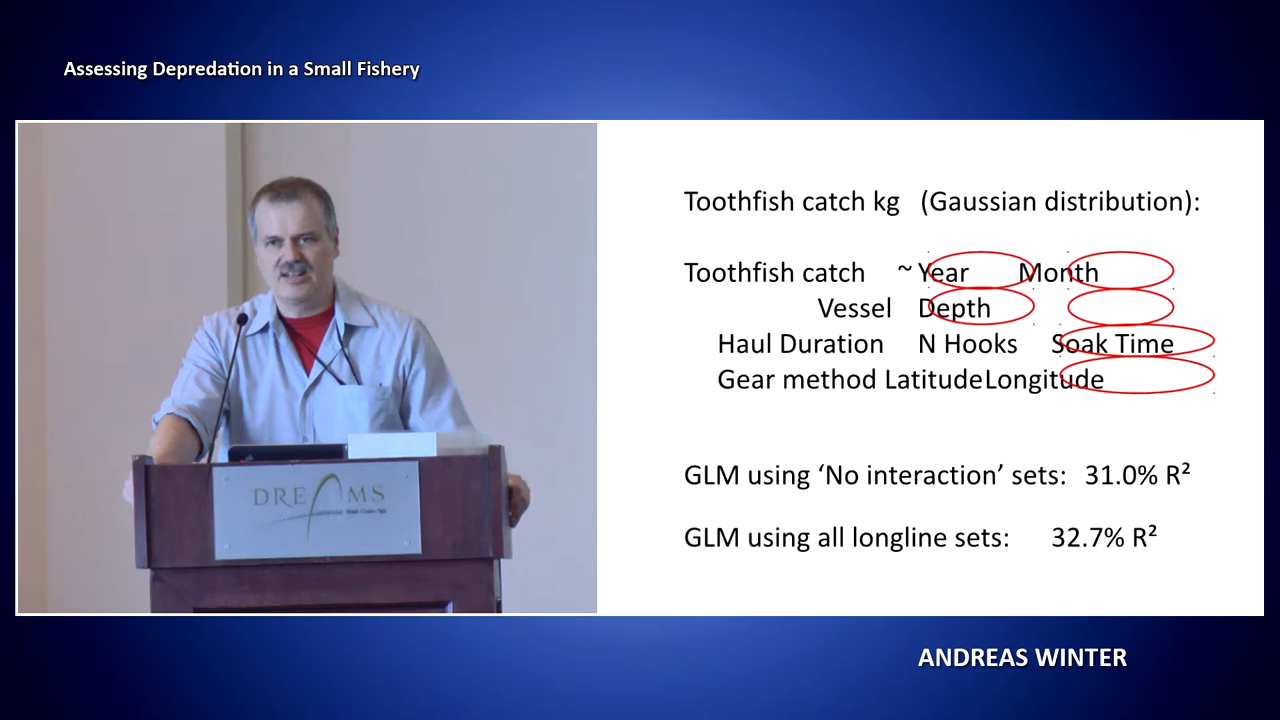 Assessing Depredation in a Small Fishery
Toothfish catch kg (Gaussian distribution):
Toothfish catch ~ Year Month
Vessel Depth
Haul Duration N Hooks Soak Time
Gear method Latitude Longitude
GLM using ‘No interaction’ sets: 31.0% R²
GLM using all longline sets: 32.7% R²
DREAMS
ANDREAS WINTER